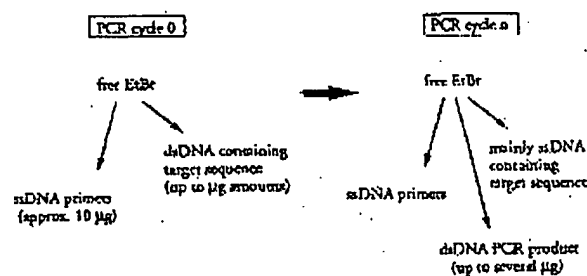 PCR cycle 0
free EtBr
dsDNA containing
target sequence
(up to µg amounts)
ssDNA primers
(approx. 10 µg)
PCR cycle n
free EtBr
mainly ssDNA
containing
target sequence
ssDNA primers
dsDNA PCR product
(up to several µg)